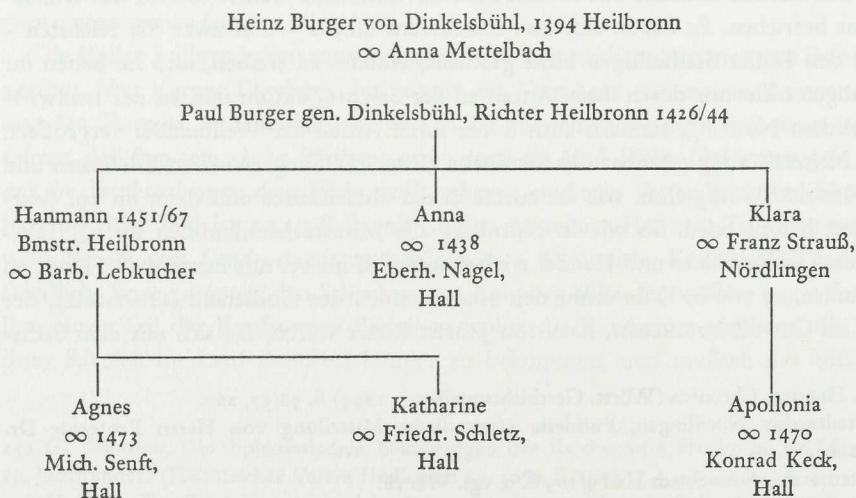 Heinz Burger von Dinkelsbühl, 1394 Heilbronn
∞ Anna Mettelbach
Paul Burger gen. Dinkelsbühl, Richter Heilbronn 1426/44
Hanmann 1451/67
Bmstr. Heilbronn
∞ Barb. Lebkucher
Anna
∞ 1438
Eberh. Nagel,
Hall
Klara
∞ Franz Strauß,
Nördlingen
Agnes
∞ 1473
Mich. Senft,
Hall
Katharine
∞ Friedr. Schletz,
Hall
Apollonia
∞ 1470
Konrad Keck,
Hall